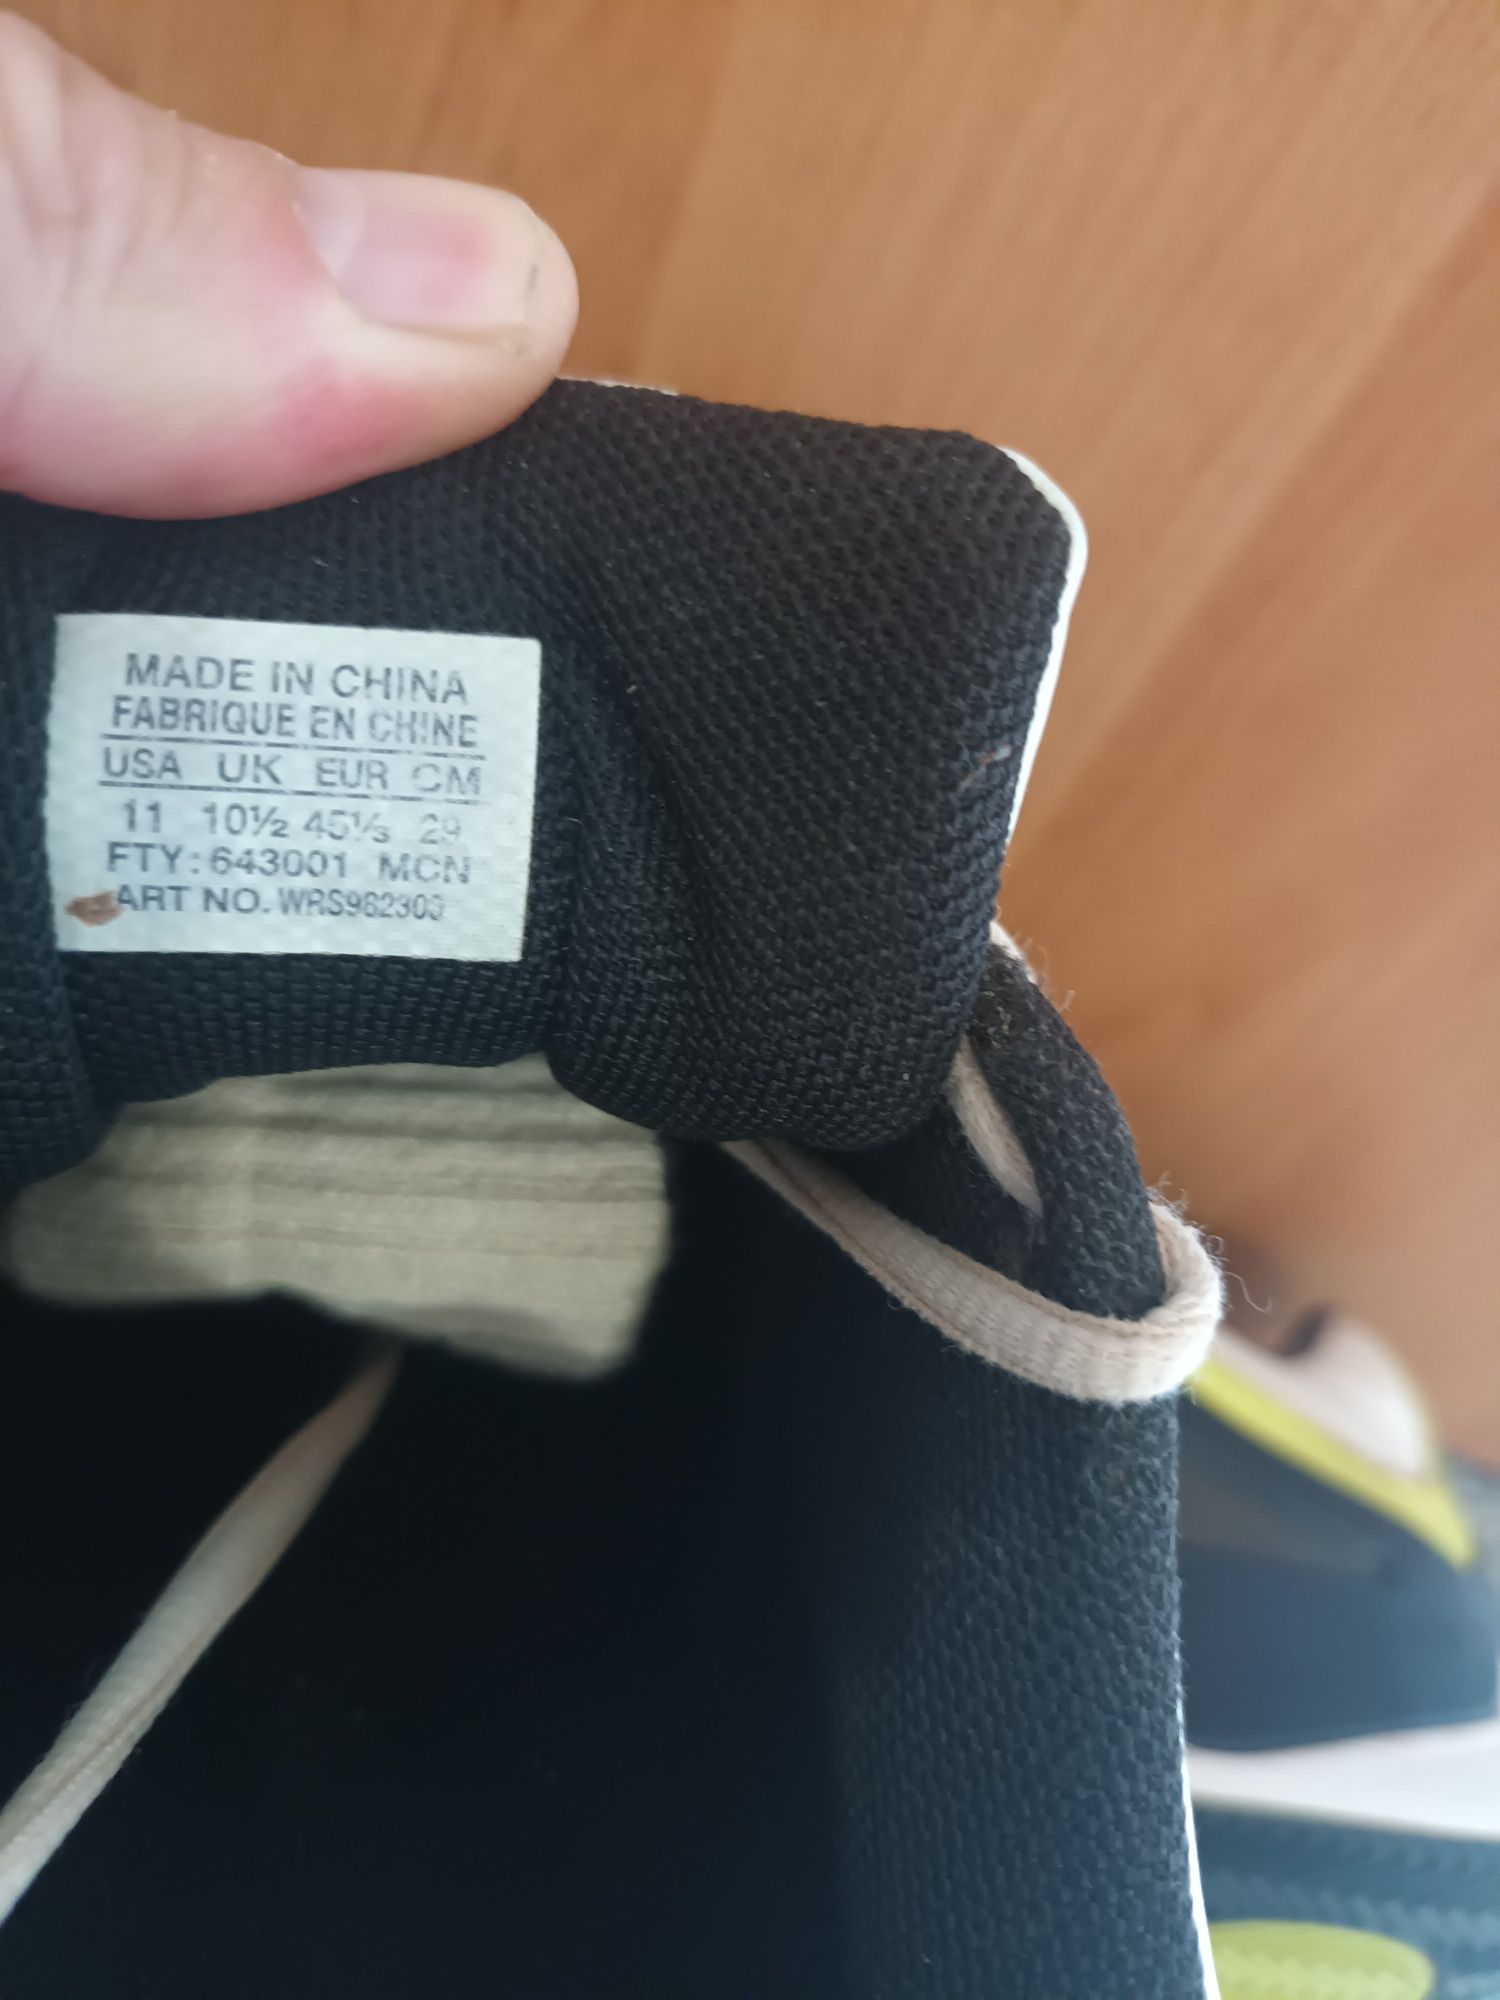 MADE IN CHINA
FABRIQUE EN CHINE
USA UK EUR CM
11 10½ 45⅓ 29
FTY: 643001 MCN
ART NO. WRS982303